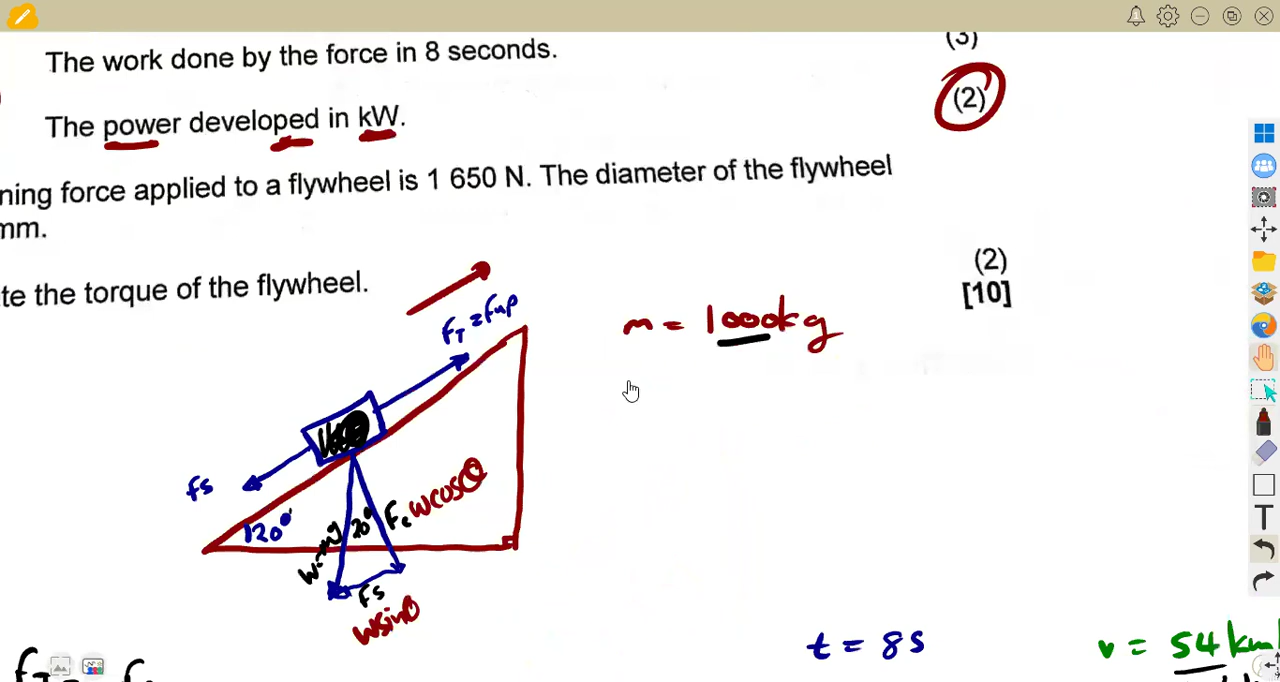 The work done by the force in 8 seconds.
(3)
The power developed in kW.
(2)
ning force applied to a flywheel is 1 650 N. The diameter of the flywheel
mm.
(2)
te the torque of the flywheel.
[10]
FT = Fup
m = 1000kg
fs
Fc Wcosθ
20°
120°
W=mg
fs
Wsinθ
t = 8s
v = 54 km/
T